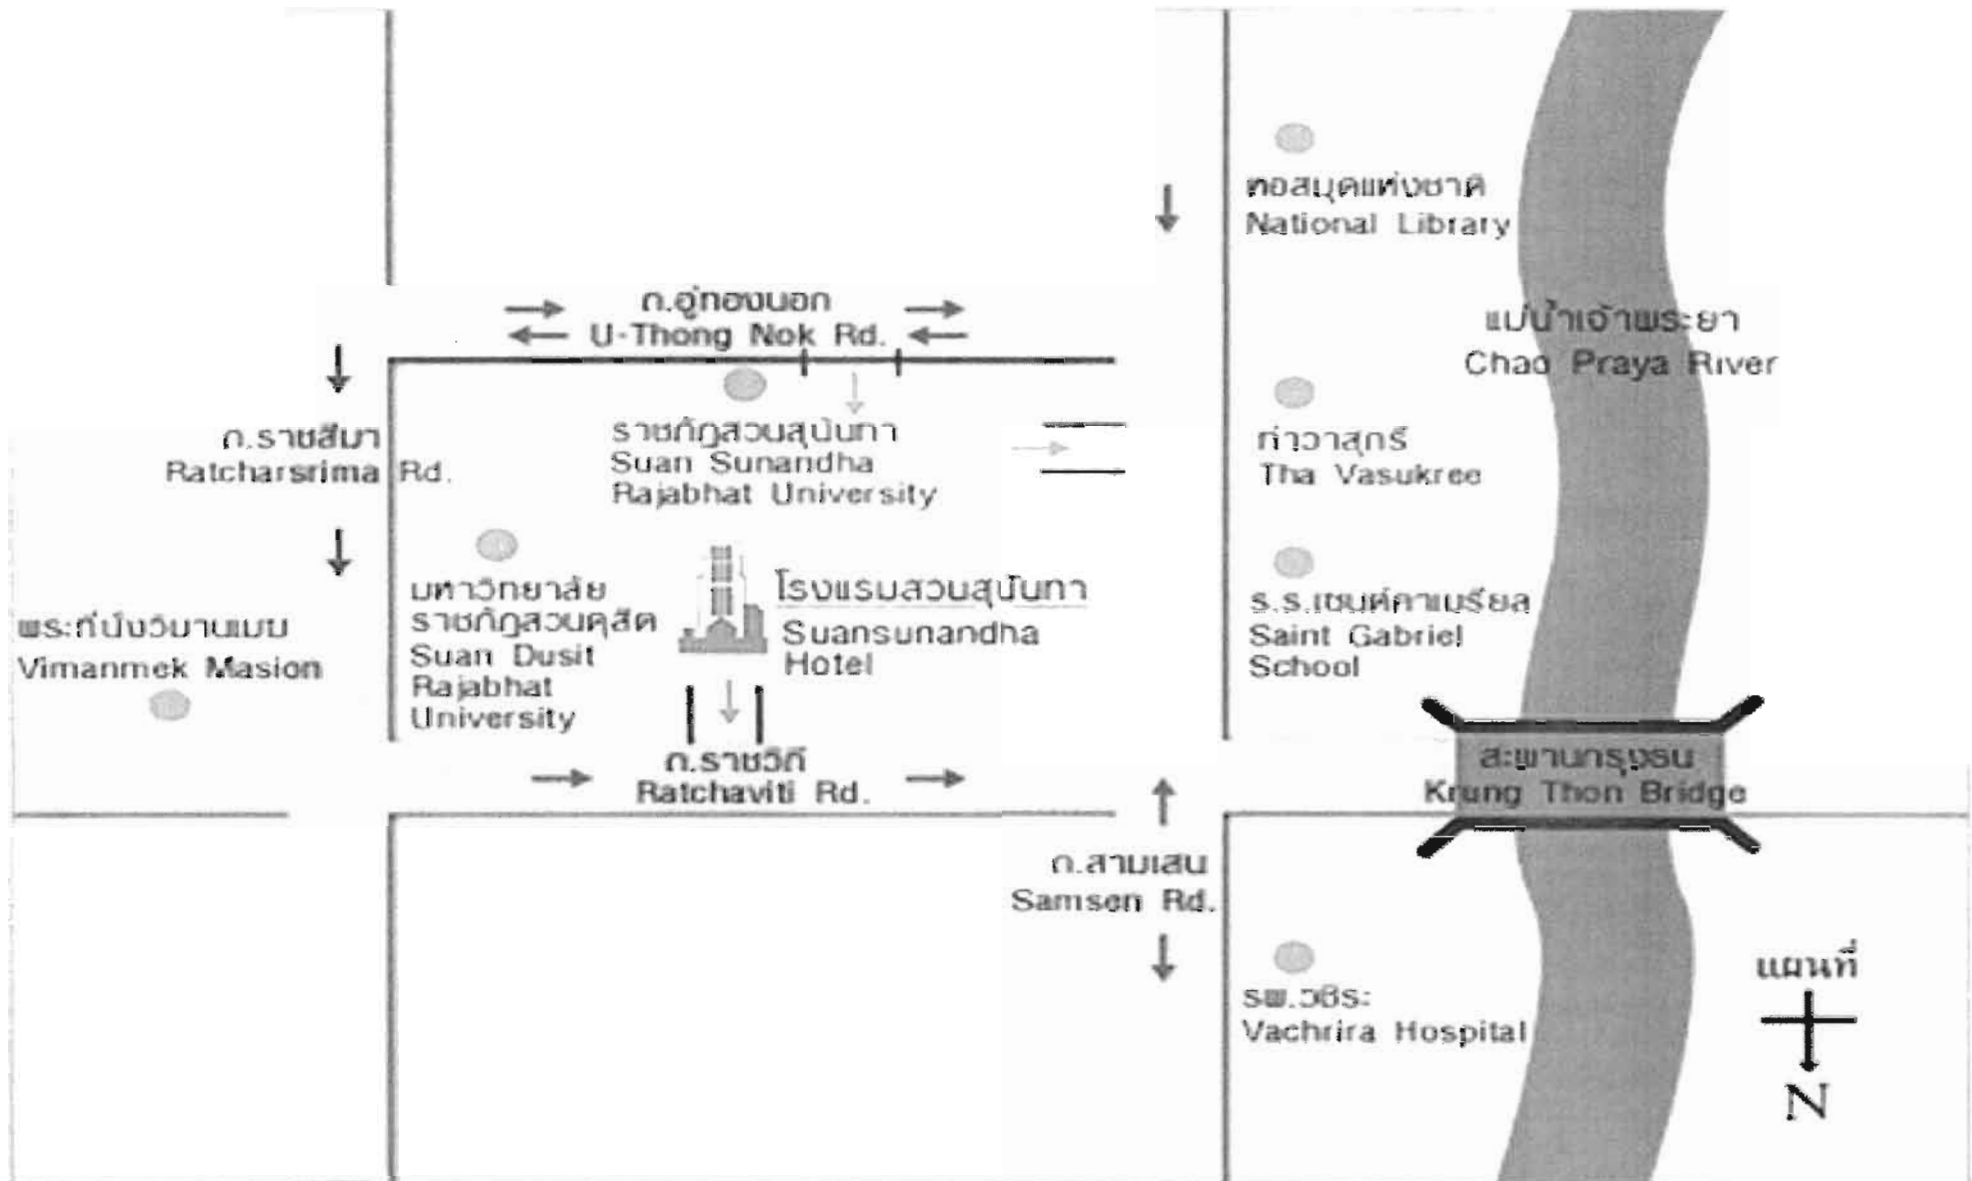 หอสมุดแห่งชาติ
National Library
ถ.อู่ทองนอก
U-Thong Nok Rd.
แม่น้ำเจ้าพระยา
Chao Praya River
ถ.ราชสีมา
Ratcharsrima Rd.
ราชภัฏสวนสุนันทา
Suan Sunandha
Rajabhat University
ท่าวาสุกรี
Tha Vasukree
มหาวิทยาลัย
ราชภัฏสวนดุสิต
Suan Dusit
Rajabhat
University
โรงแรมสวนสุนันทา
Suansunandha
Hotel
ร.ร.เซนต์คาเบรียล
Saint Gabriel
School
พระที่นั่งวิมานเมฆ
Vimanmek Masion
ถ.ราชวิถี
Ratchaviti Rd.
สะพานกรุงธน
Krung Thon Bridge
ถ.สามเสน
Samsen Rd.
รพ.วชิระ
Vachrira Hospital
แผนที่
N